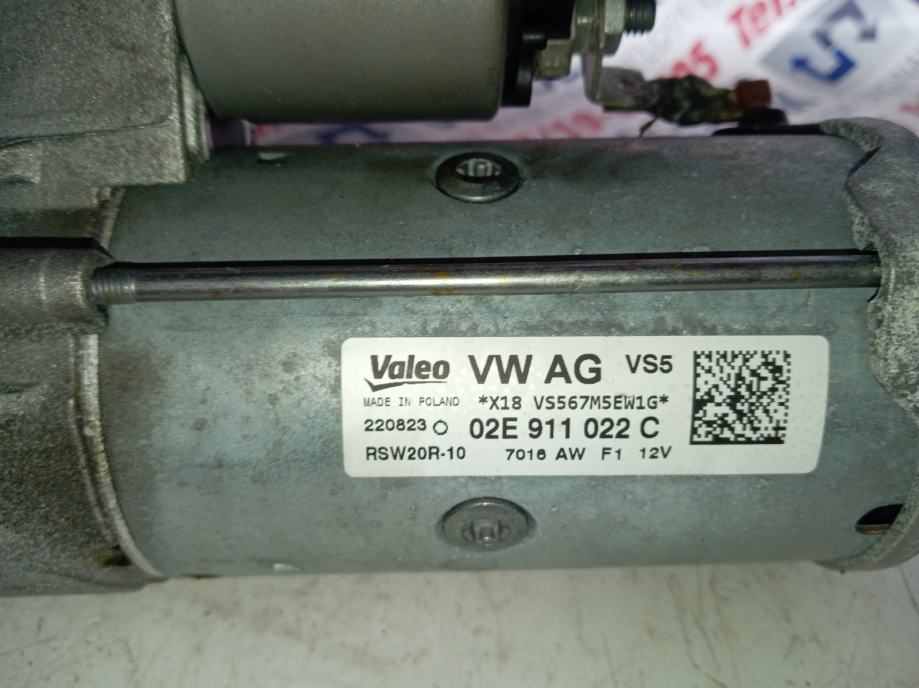 Tel.
Valeo VW AG VS5
MADE IN POLAND *X18 VS567M5EW1G*
220823 02E 911 022 C
RSW20R-10 7016 AW F1 12V